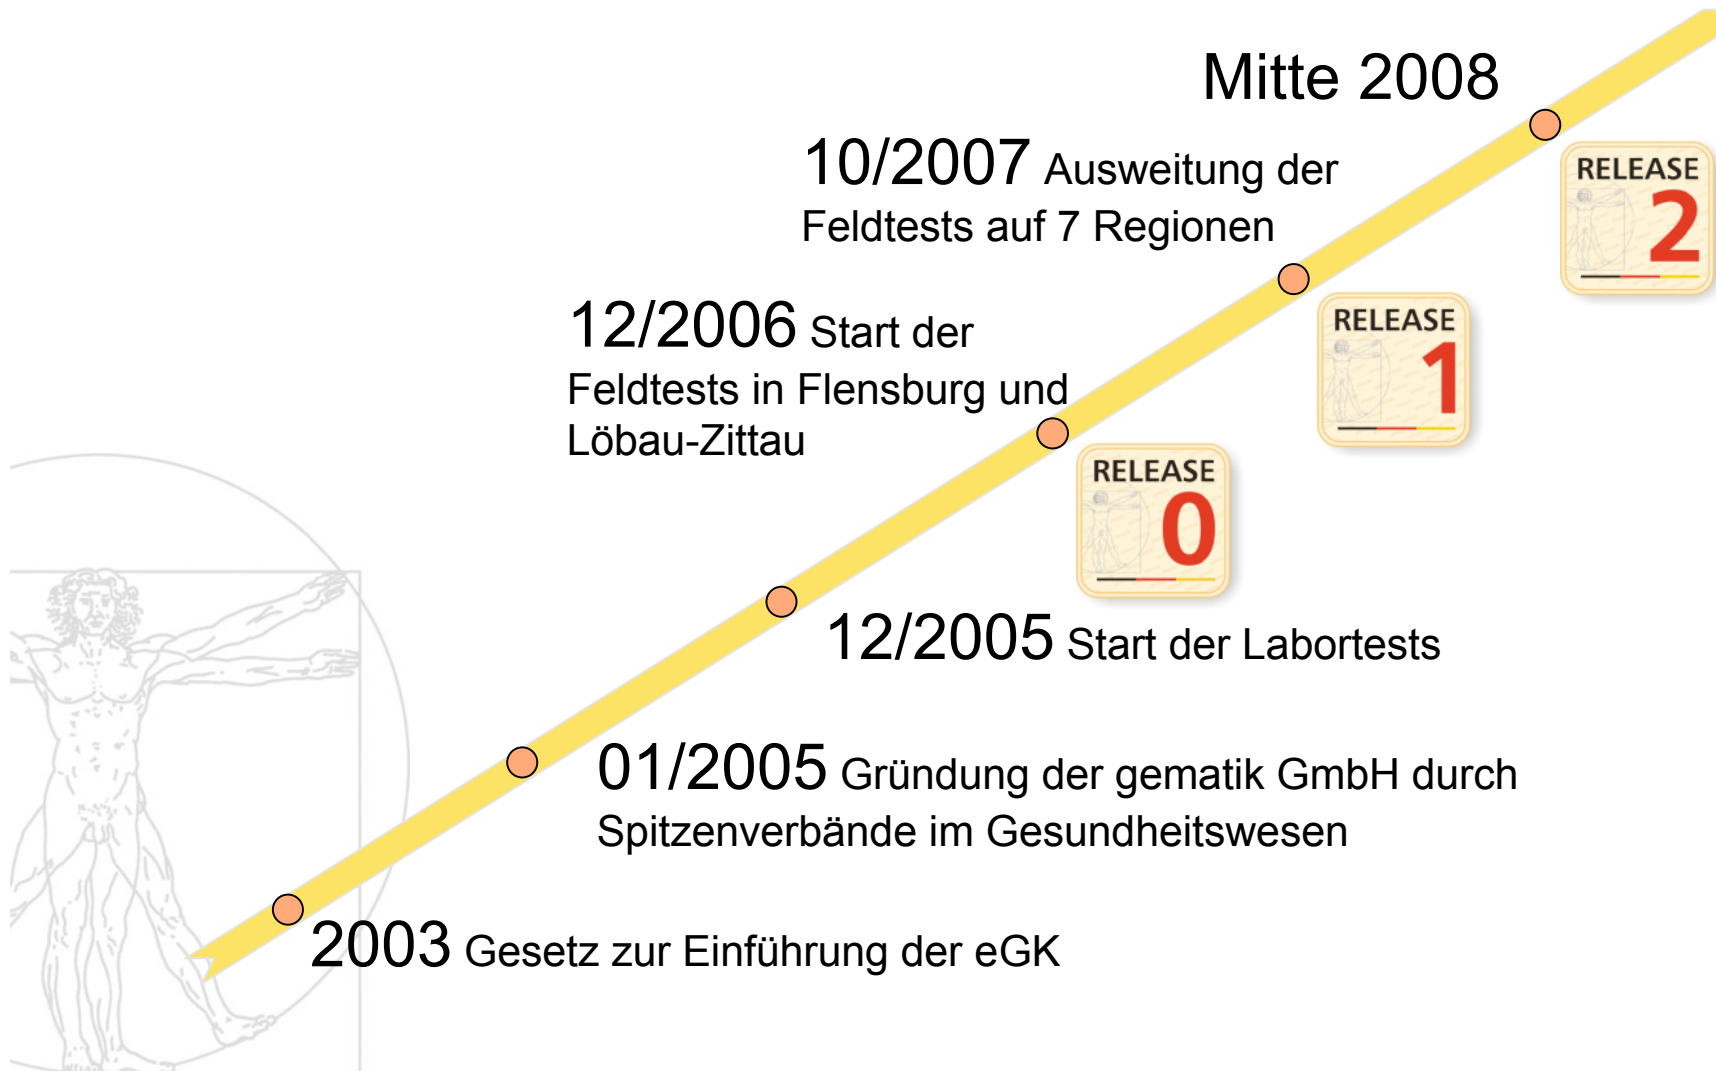 Mitte 2008
RELEASE
2
10/2007 Ausweitung der
Feldtests auf 7 Regionen
RELEASE
1
12/2006 Start der
Feldtests in Flensburg und
Löbau-Zittau
RELEASE
0
12/2005 Start der Labortests
01/2005 Gründung der gematik GmbH durch
Spitzenverbände im Gesundheitswesen
2003 Gesetz zur Einführung der eGK